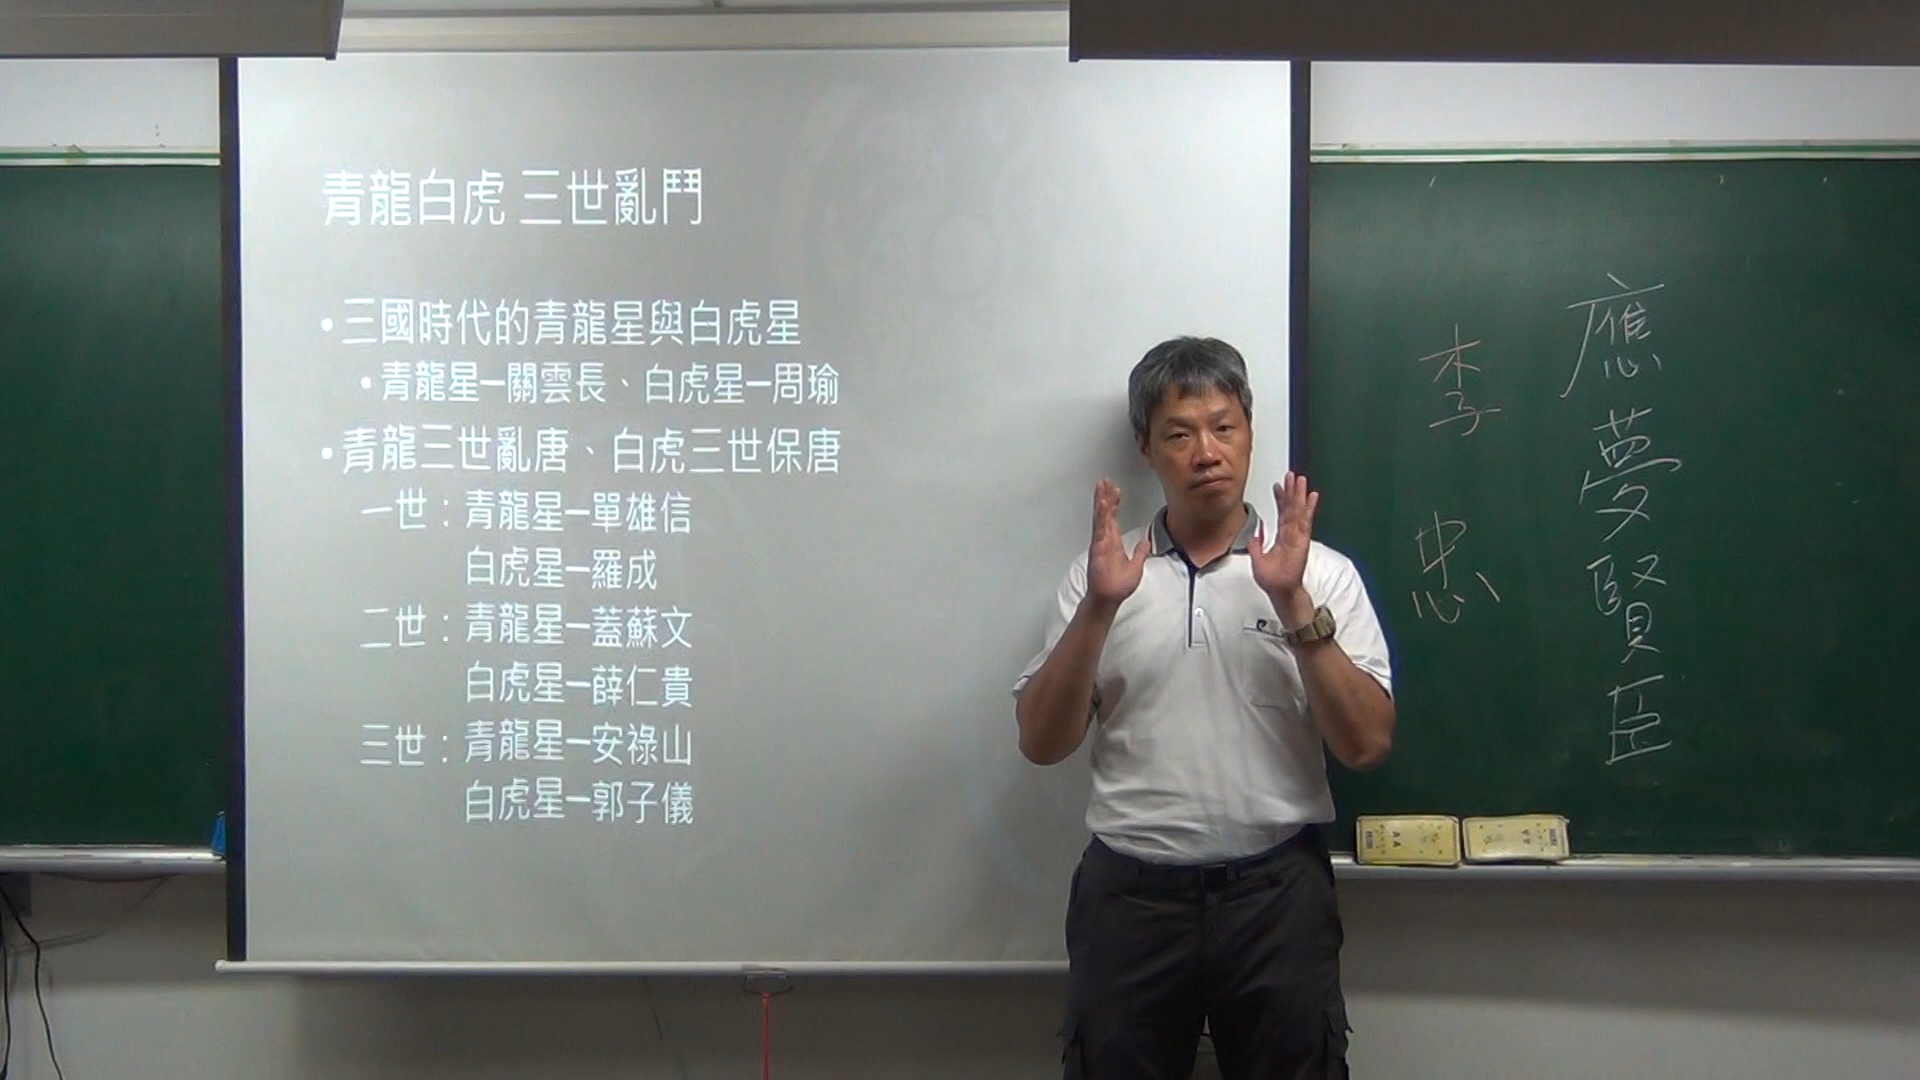 青龍白虎 三世亂鬥
•三國時代的青龍星與白虎星
•青龍星—關雲長、白虎星—周瑜
•青龍三世亂唐、白虎三世保唐
一世：青龍星—單雄信
白虎星—羅成
二世：青龍星—蓋蘇文
白虎星—薛仁貴
三世：青龍星—安祿山
白虎星—郭子儀
應夢賢臣
李忠